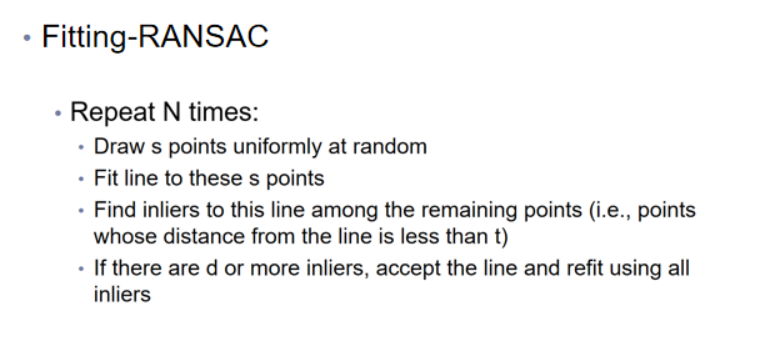 • Fitting-RANSAC
• Repeat N times:
• Draw s points uniformly at random
• Fit line to these s points
• Find inliers to this line among the remaining points (i.e., points
whose distance from the line is less than t)
• If there are d or more inliers, accept the line and refit using all
inliers